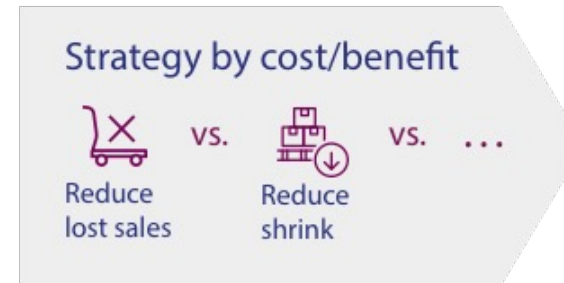 Strategy by cost/benefit
vs.
vs.
...
Reduce
lost sales
Reduce
shrink